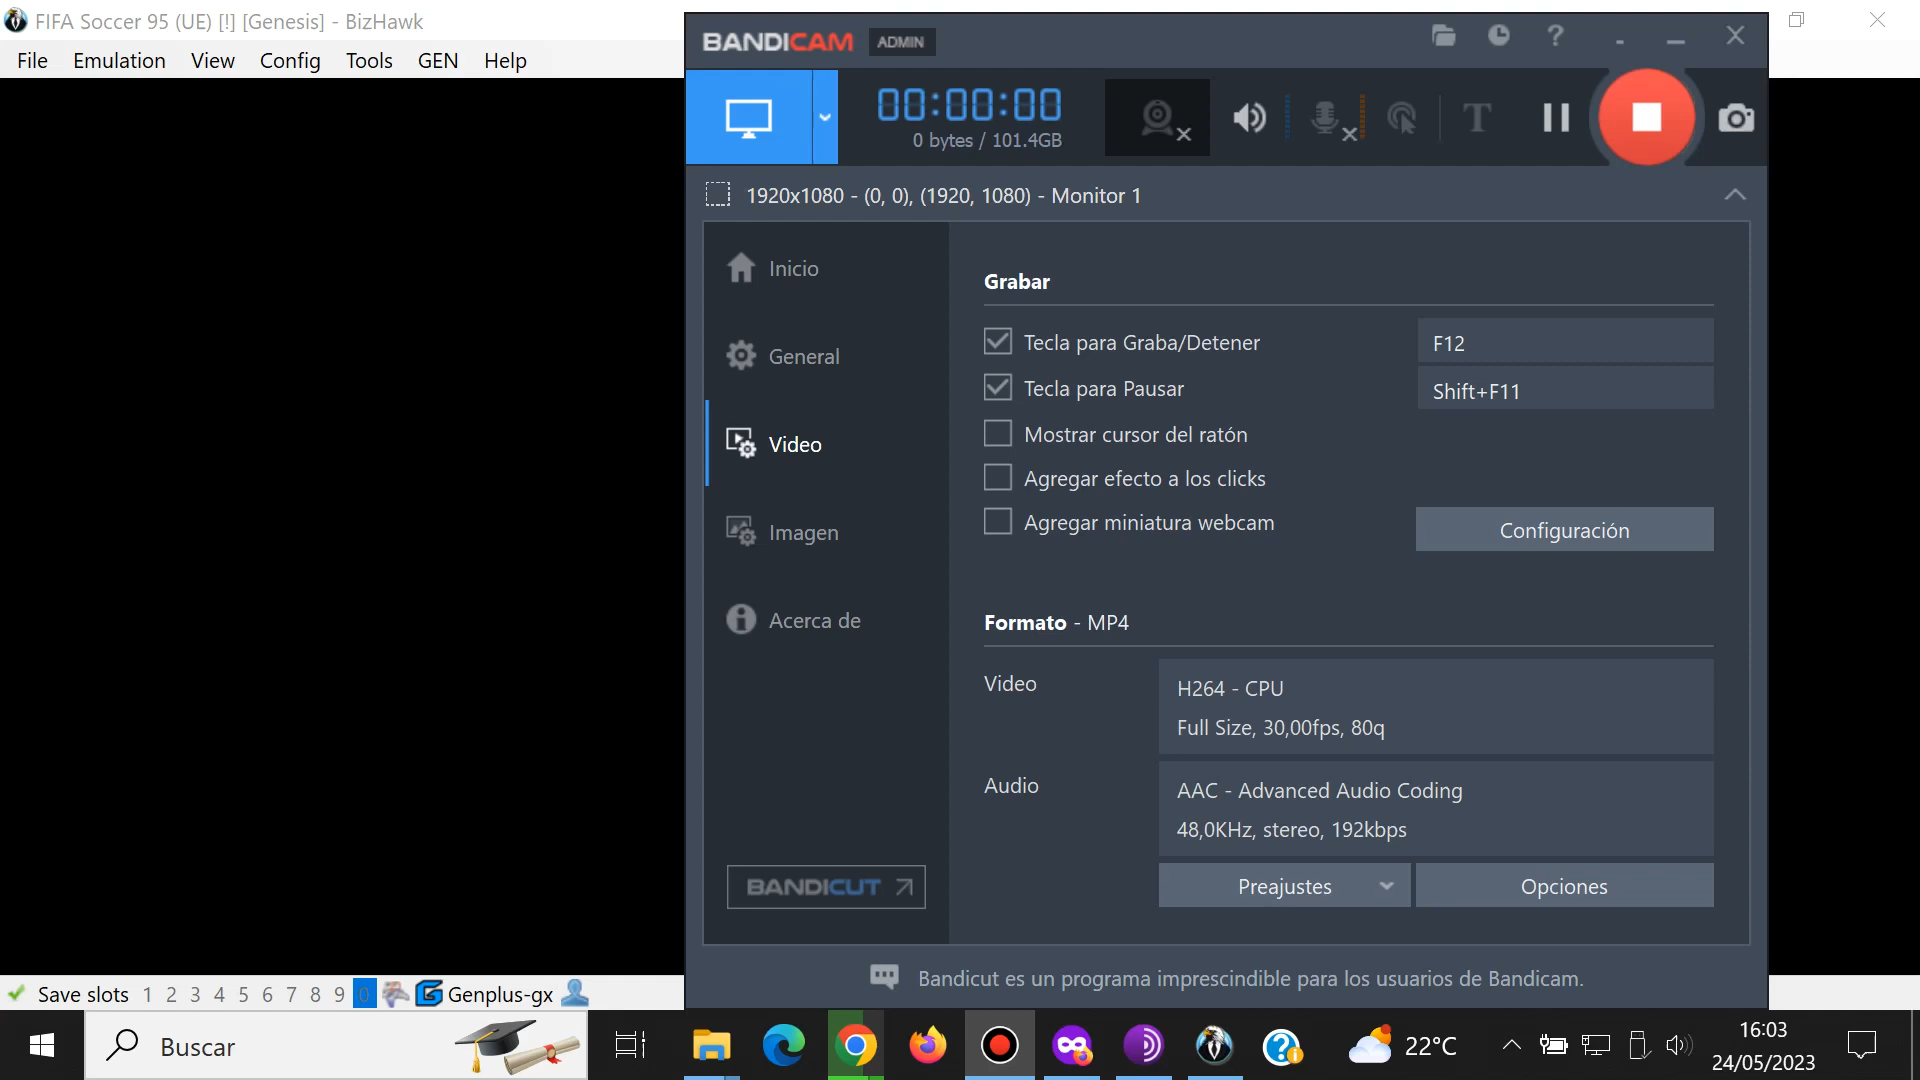 FIFA Soccer 95 (UE) [!] [Genesis] - BizHawk
File Emulation View Config Tools GEN Help
BANDICAM ADMIN
?
00:00:00
0 bytes / 101.4GB
T
1920x1080 - (0, 0), (1920, 1080) - Monitor 1
Inicio
General
Video
Imagen
Acerca de
BANDICUT
Grabar
Tecla para Graba/Detener F12
Tecla para Pausar Shift+F11
Mostrar cursor del ratón
Agregar efecto a los clicks
Agregar miniatura webcam Configuración
Formato - MP4
Video H264 - CPU
Full Size, 30,00fps, 80q
Audio AAC - Advanced Audio Coding
48,0KHz, stereo, 192kbps
Preajustes Opciones
Bandicut es un programa imprescindible para los usuarios de Bandicam.
Save slots 1 2 3 4 5 6 7 8 9 0 Genplus-gx
Buscar 22°C 16:03
24/05/2023